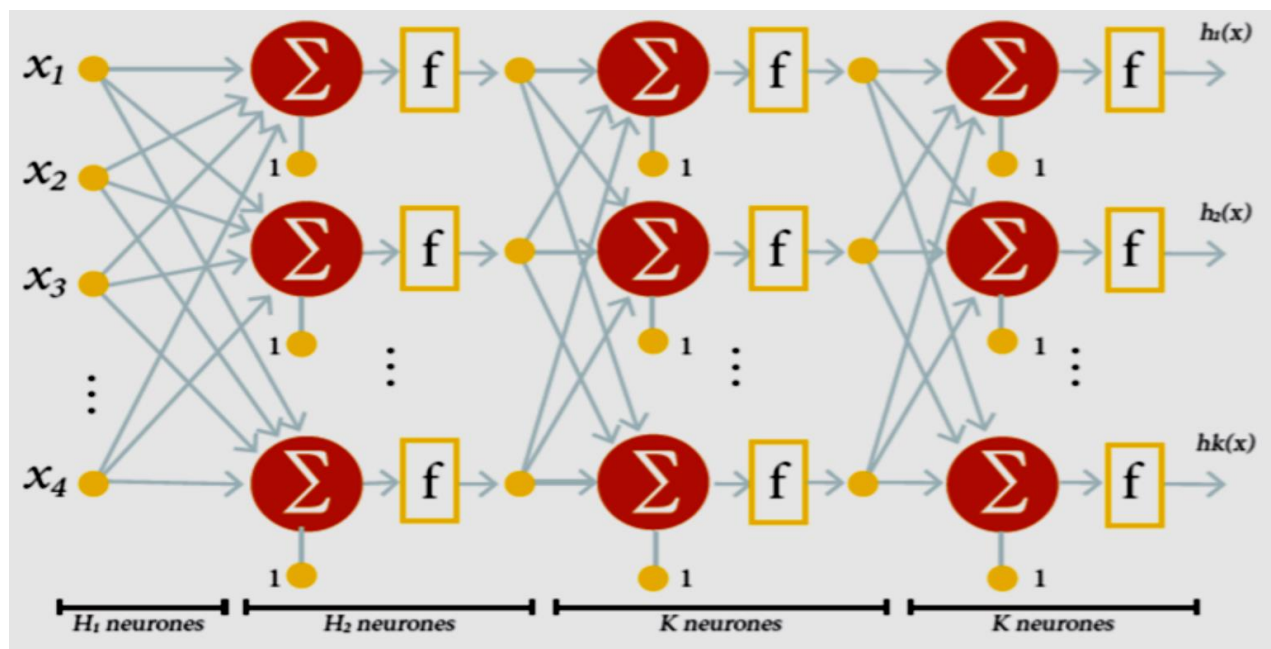 x1 Σ f Σ f Σ f h1(x)
1 1 1
x2
Σ f Σ f Σ f h2(x)
x3
1 1 1
⋮ ⋮ ⋮ ⋮
x4 Σ f Σ f Σ f hk(x)
1 1 1
H1 neurones H2 neurones K neurones K neurones